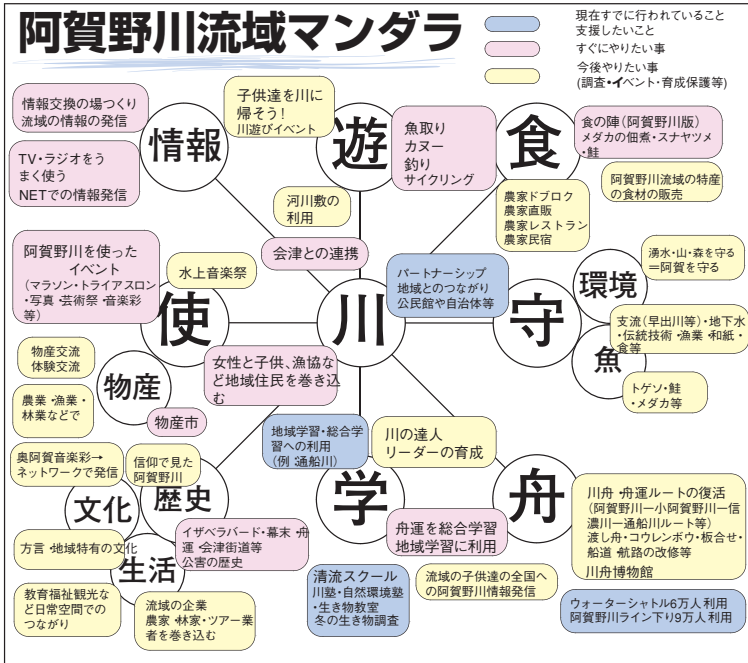 阿賀野川流域マンダラ
現在すでに行われていること
支援したいこと
すぐにやりたい事
今後やりたい事
(調査・イベント・育成保護等)
情報交換の場つくり
流域の情報の発信
TV・ラジオをう
まく使う
NETでの情報発信
情報
子供達を川に
帰そう!
川遊びイベント
遊
魚取り
カヌー
釣り
サイクリング
食
食の陣(阿賀野川版)
メダカの佃煮・スナヤツメ
・鮭
阿賀野川流域の特産
の食材の販売
農家ドブロク
農家直販
農家レストラン
農家民宿
河川敷の
利用
会津との連携
阿賀野川を使った
イベント
(マラソン・トライアスロン
・写真・芸術祭・音楽彩
等)
水上音楽祭
使
川
パートナーシップ
地域とのつながり
公民館や自治体等
守
環境
湧水・山・森を守る
=阿賀を守る
支流(早出川等)・地下水
・伝統技術・漁業・和紙・
食等
魚
トゲソ・鮭
・メダカ等
物産交流
体験交流
物産
農業・漁業・
林業などで
物産市
女性と子供、漁協な
ど地域住民を巻き込
む
地域学習・総合学
習への利用
(例:通船川)
川の達人
リーダーの育成
学
舟運を総合学習
地域学習に利用
舟
川舟・舟運ルートの復活
(阿賀野川ー小阿賀野川ー信
濃川ー通船川ルート等)
渡し舟・コウレンボウ・板合せ・
船道・航路の改修等
川舟博物館
奥阿賀音楽彩→
ネットワークで発信
信仰で見た
阿賀野川
文化
歴史
イザベラバード・幕末・舟
運・会津街道等
公害の歴史
方言・地域特有の文化
生活
教育福祉観光な
ど日常空間での
つながり
流域の企業
農家・林家・ツアー業
者を巻き込む
清流スクール
川塾・自然環境塾
・生き物教室
冬の生き物調査
流域の子供達の全国へ
の阿賀野川情報発信
ウォーターシャトル6万人利用
阿賀野川ライン下り9万人利用